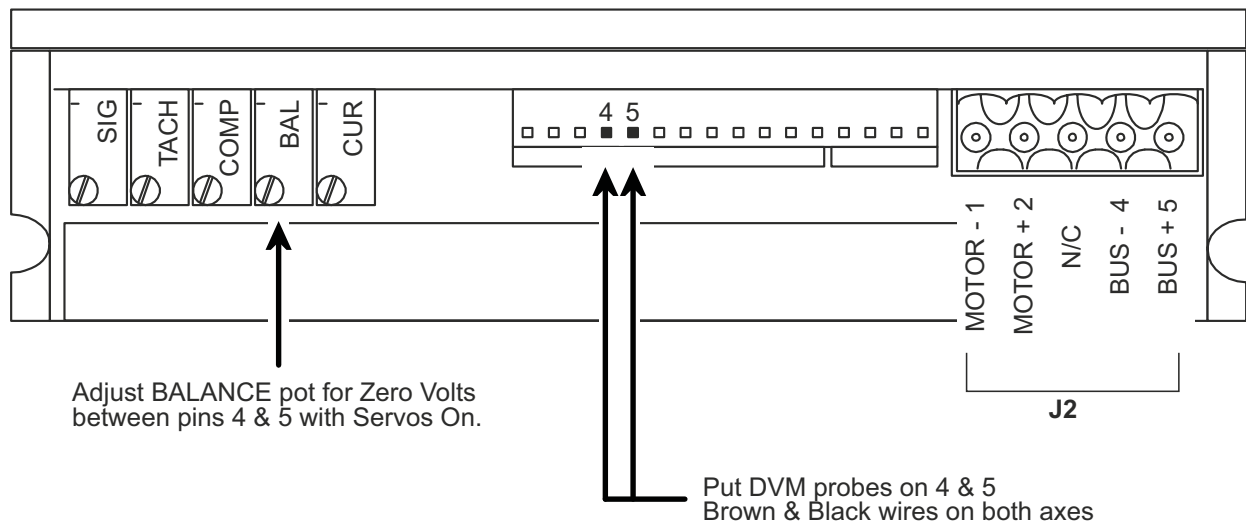 SIG
TACH
COMP
BAL
CUR
4 5
MOTOR - 1
MOTOR + 2
N/C
BUS - 4
BUS + 5
J2
Adjust BALANCE pot for Zero Volts
between pins 4 & 5 with Servos On.
Put DVM probes on 4 & 5
Brown & Black wires on both axes